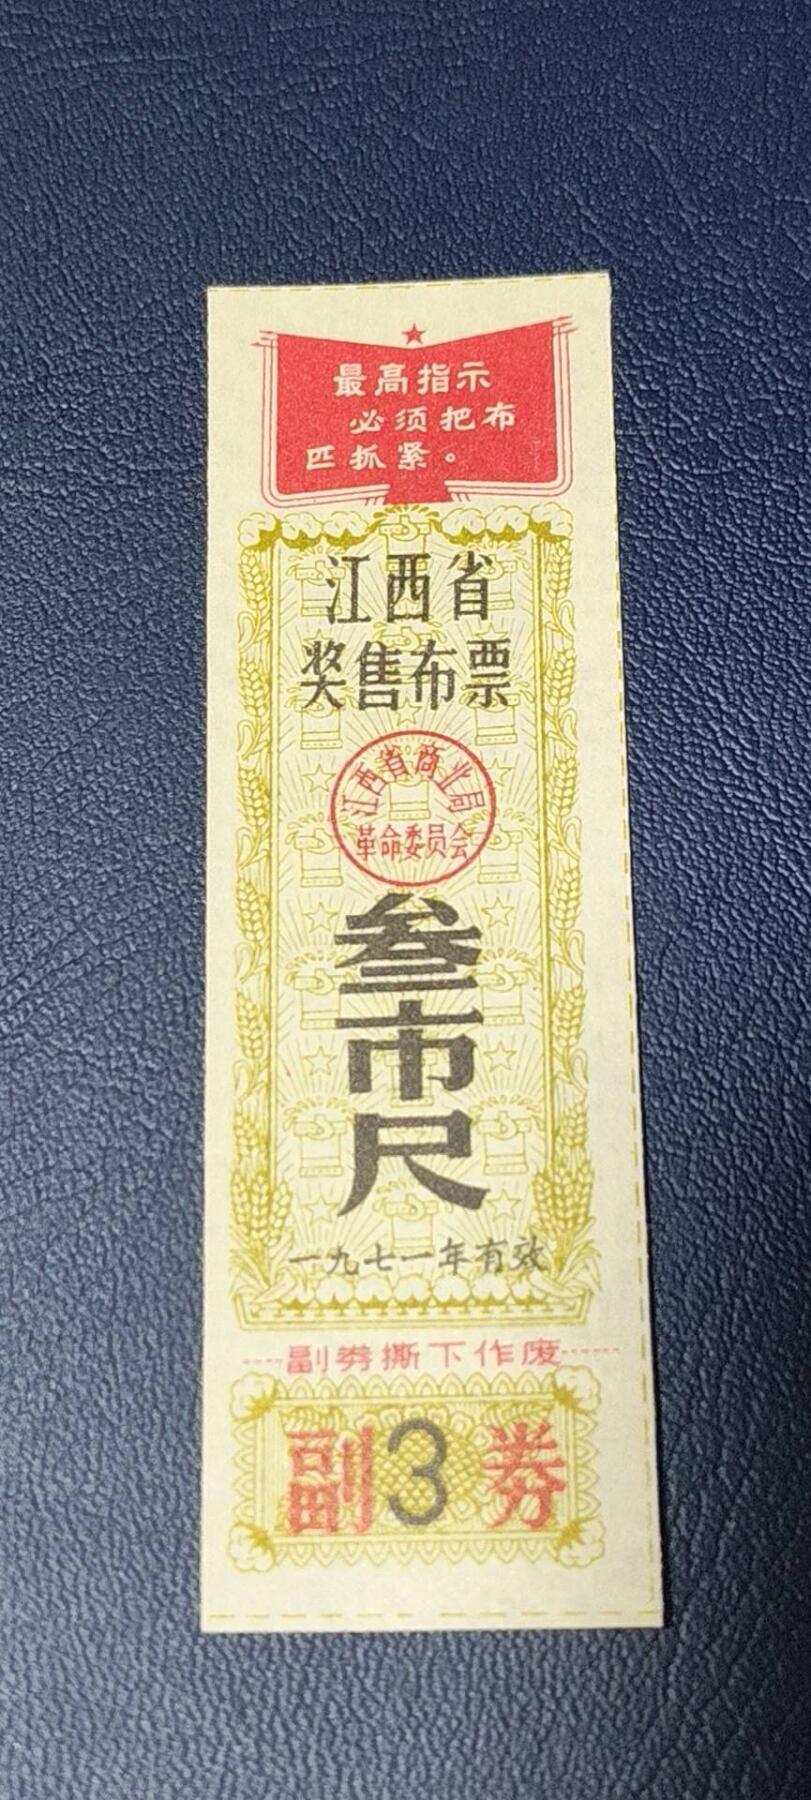 最高指示
必须把布
匹抓紧。
江西省
奖售布票
江西省商业局
革命委员会
叁市尺
一九七一年有效
副券撕下作废
副3券